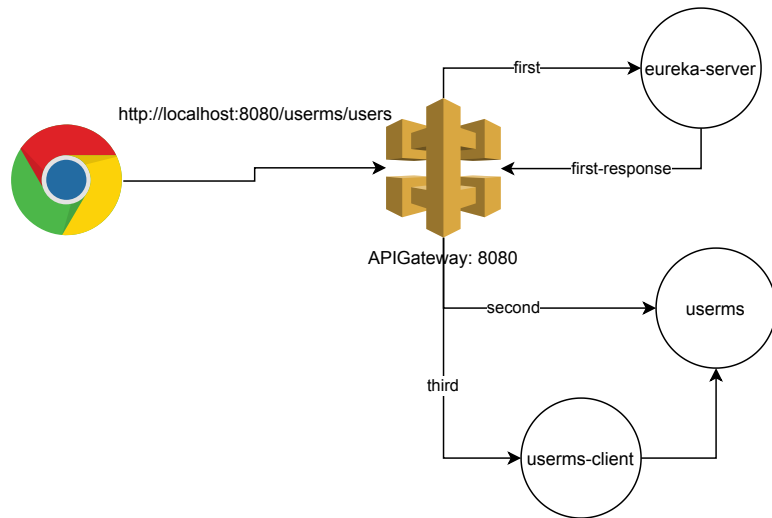 first
eureka-server
http://localhost:8080/userms/users
first-response
APIGateway: 8080
second
userms
third
userms-client